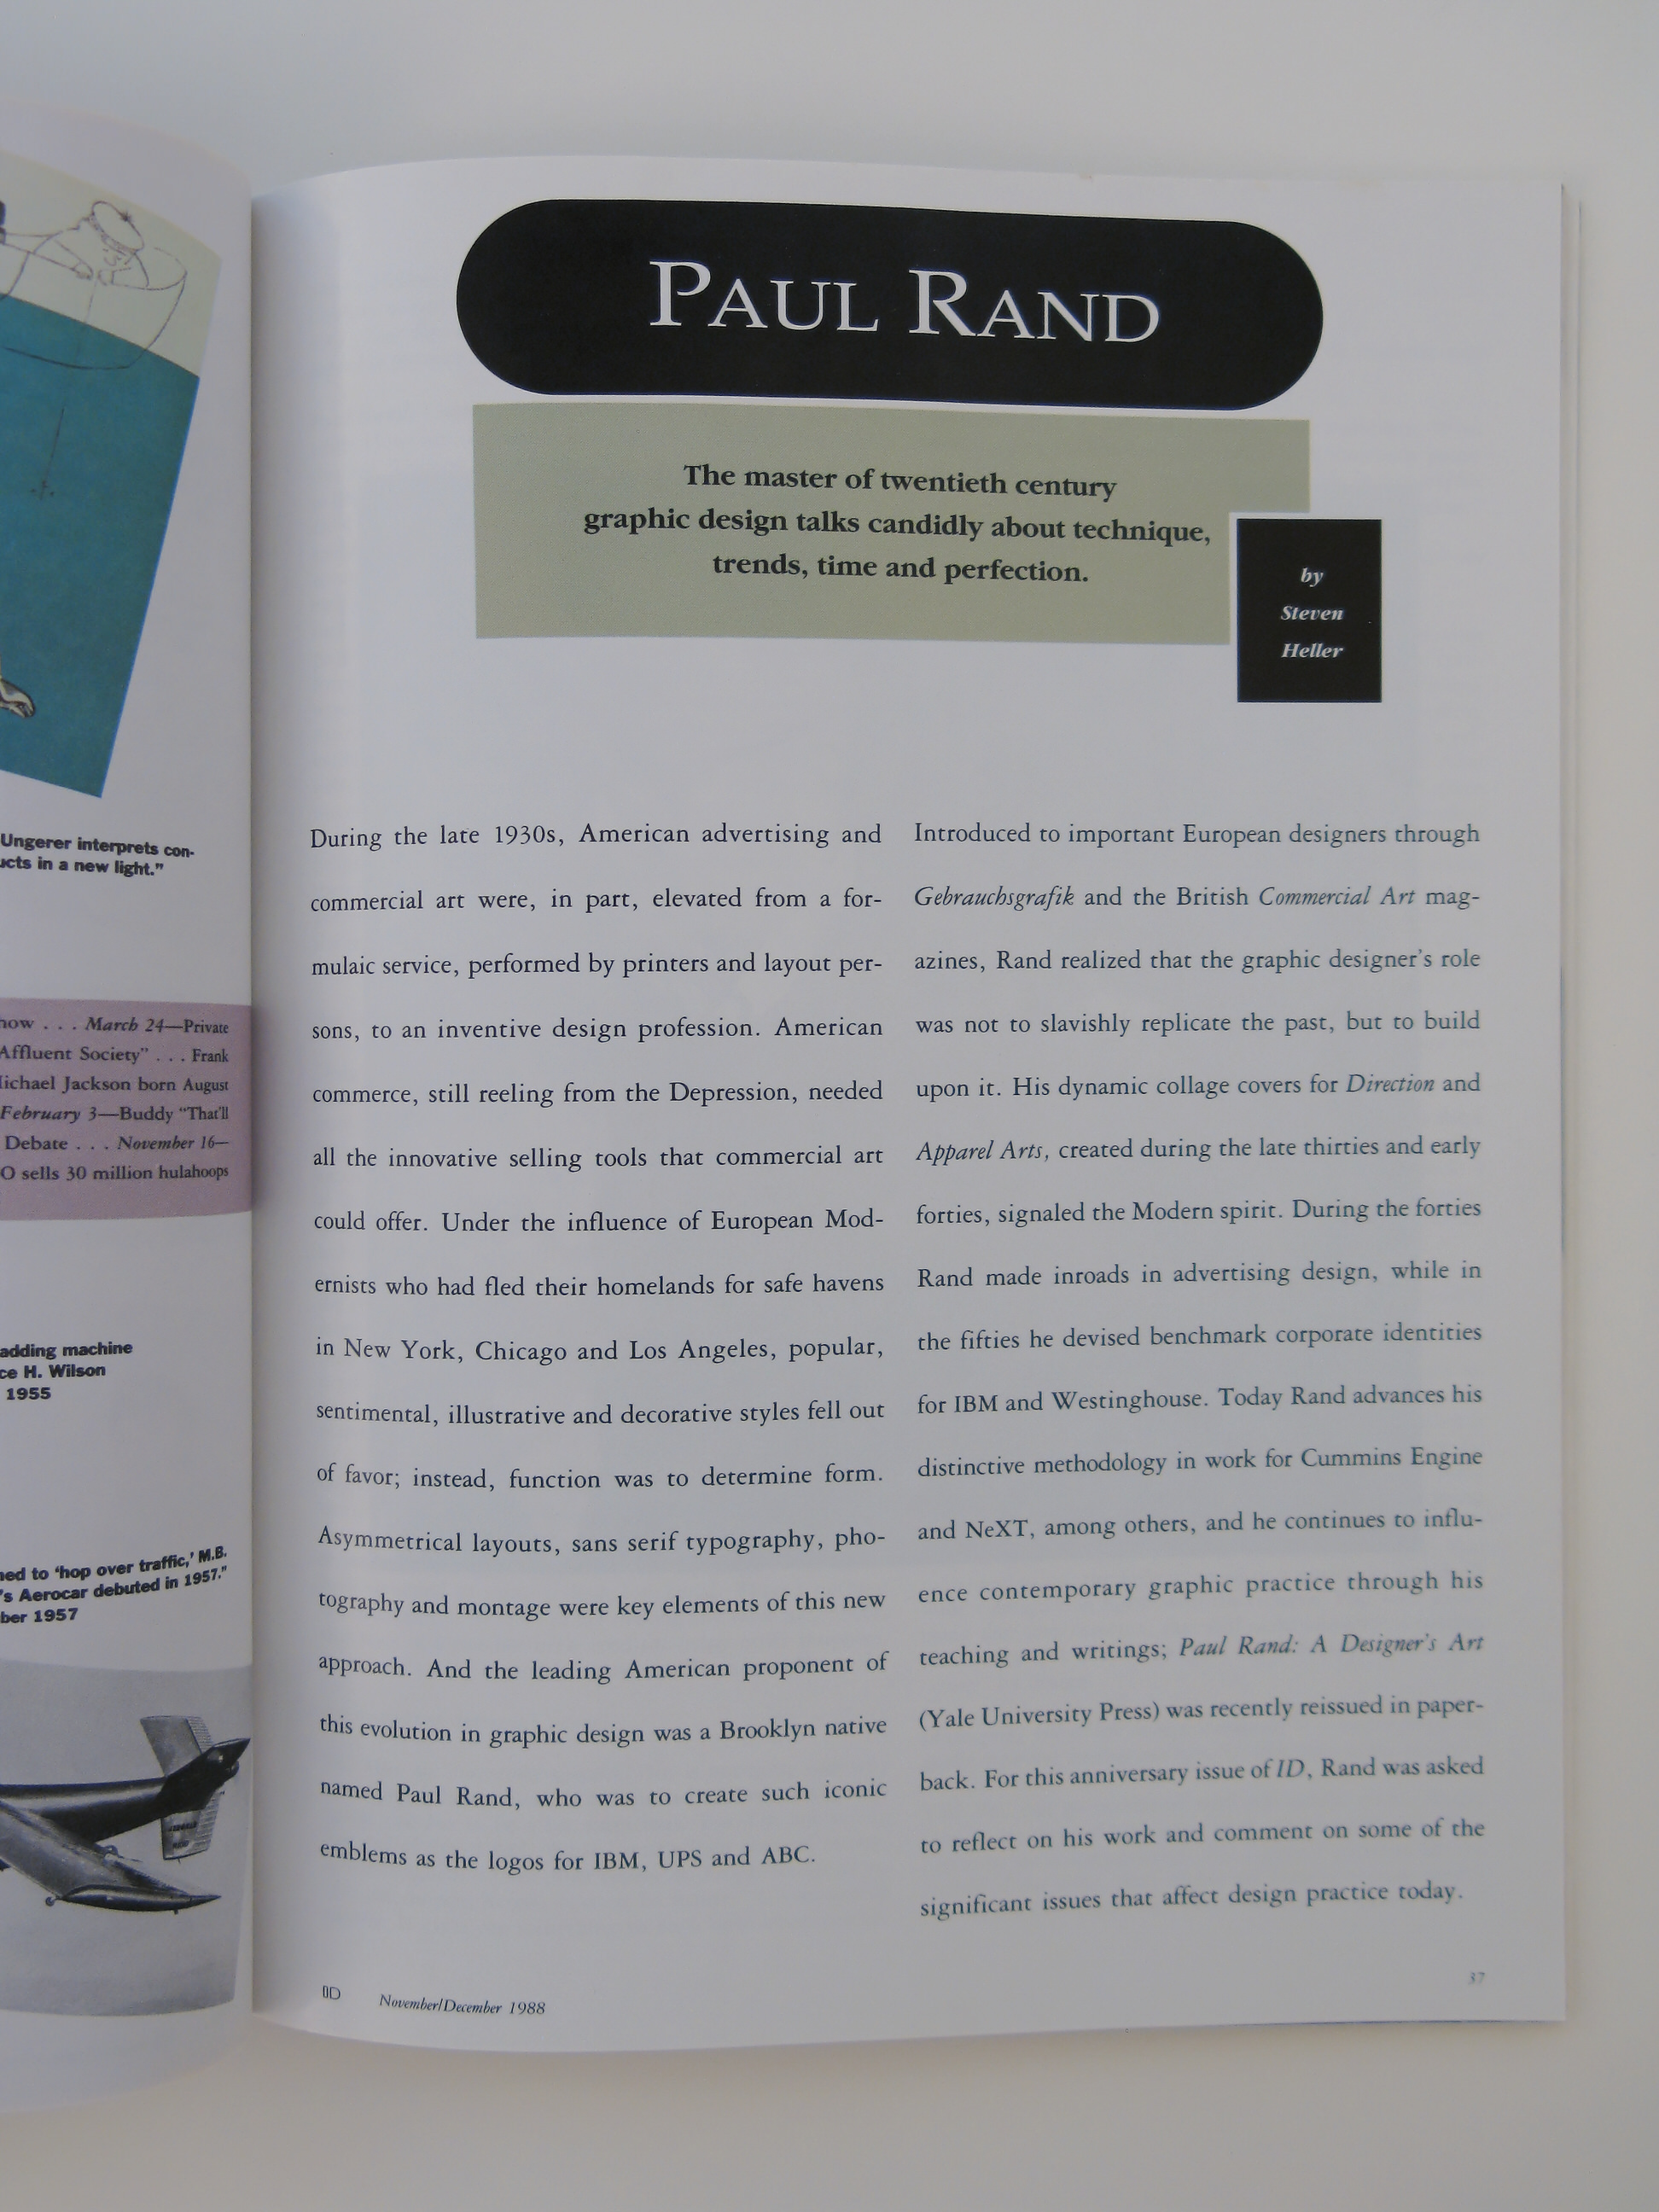 Ungerer interprets con-
ucts in a new light."
how . . . March 24—Private
Affluent Society" . . . Frank
ichael Jackson born August
February 3—Buddy "That'll
Debate . . . November 16—
O sells 30 million hulahoops
adding machine
ce H. Wilson
1955
ned to 'hop over traffic,' M.B.
's Aerocar debuted in 1957."
ber 1957
PAUL RAND
The master of twentieth century
graphic design talks candidly about technique,
trends, time and perfection.
by
Steven
Heller
During the late 1930s, American advertising and
commercial art were, in part, elevated from a for-
mulaic service, performed by printers and layout per-
sons, to an inventive design profession. American
commerce, still reeling from the Depression, needed
all the innovative selling tools that commercial art
could offer. Under the influence of European Mod-
ernists who had fled their homelands for safe havens
in New York, Chicago and Los Angeles, popular,
sentimental, illustrative and decorative styles fell out
of favor; instead, function was to determine form.
Asymmetrical layouts, sans serif typography, pho-
tography and montage were key elements of this new
approach. And the leading American proponent of
this evolution in graphic design was a Brooklyn native
named Paul Rand, who was to create such iconic
emblems as the logos for IBM, UPS and ABC.
Introduced to important European designers through
Gebrauchsgrafik and the British Commercial Art mag-
azines, Rand realized that the graphic designer's role
was not to slavishly replicate the past, but to build
upon it. His dynamic collage covers for Direction and
Apparel Arts, created during the late thirties and early
forties, signaled the Modern spirit. During the forties
Rand made inroads in advertising design, while in
the fifties he devised benchmark corporate identities
for IBM and Westinghouse. Today Rand advances his
distinctive methodology in work for Cummins Engine
and NeXT, among others, and he continues to influ-
ence contemporary graphic practice through his
teaching and writings; Paul Rand: A Designer's Art
(Yale University Press) was recently reissued in paper-
back. For this anniversary issue of ID, Rand was asked
to reflect on his work and comment on some of the
significant issues that affect design practice today.
ID November/December 1988
37